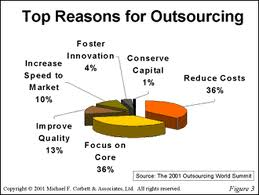 Top Reasons for Outsourcing
Foster
Innovation
4%
Conserve
Capital
1%
Increase
Speed to
Market
10%
Reduce Costs
36%
Improve
Quality
13%
Focus on
Core
36%
Source: The 2001 Outsourcing World Summit
Copyright © 2001 Michael F. Corbett & Associates, Ltd. All rights reserved.
Figure 3